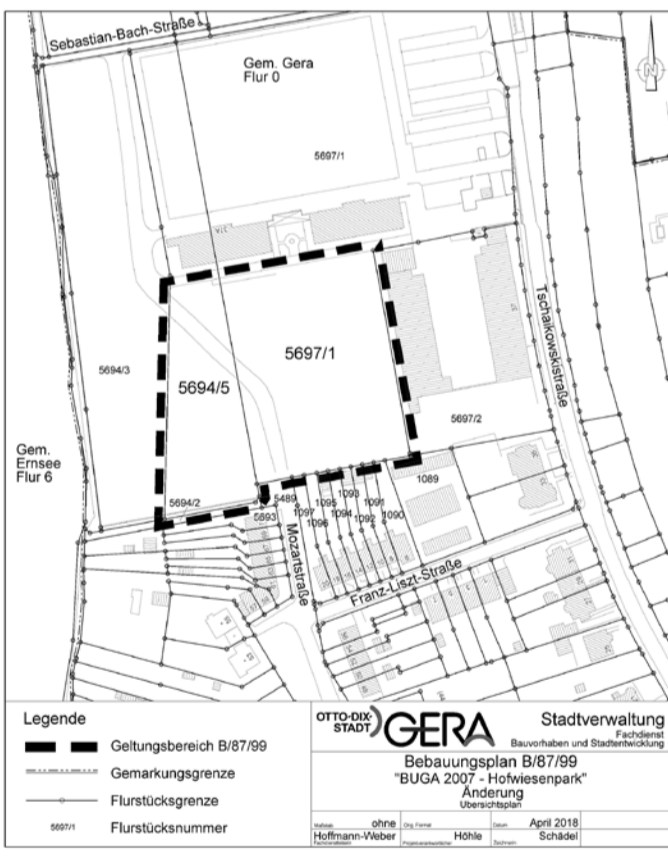 Sebastian-Bach-Straße
Gem. Gera
Flur 0
5697/1
37A
Tschaikowskistraße
5697/1
5694/3
5694/5
5697/2
Gem.
Ernsee
Flur 6
1089
5694/2
5693
5489
1097
1096
1095
1094
1093
1092
1091
1090
Mozartstraße
Franz-Liszt-Straße
Legende
Geltungsbereich B/87/99
Gemarkungsgrenze
Flurstücksgrenze
5697/1 Flurstücksnummer
OTTO-DIX-
STADT
GERA
Stadtverwaltung
Fachdienst
Bauvorhaben und Stadtentwicklung
Bebauungsplan B/87/99
"BUGA 2007 - Hofwiesenpark"
Änderung
Übersichtsplan
ohne April 2018
Hoffmann-Weber Höhle Schädel